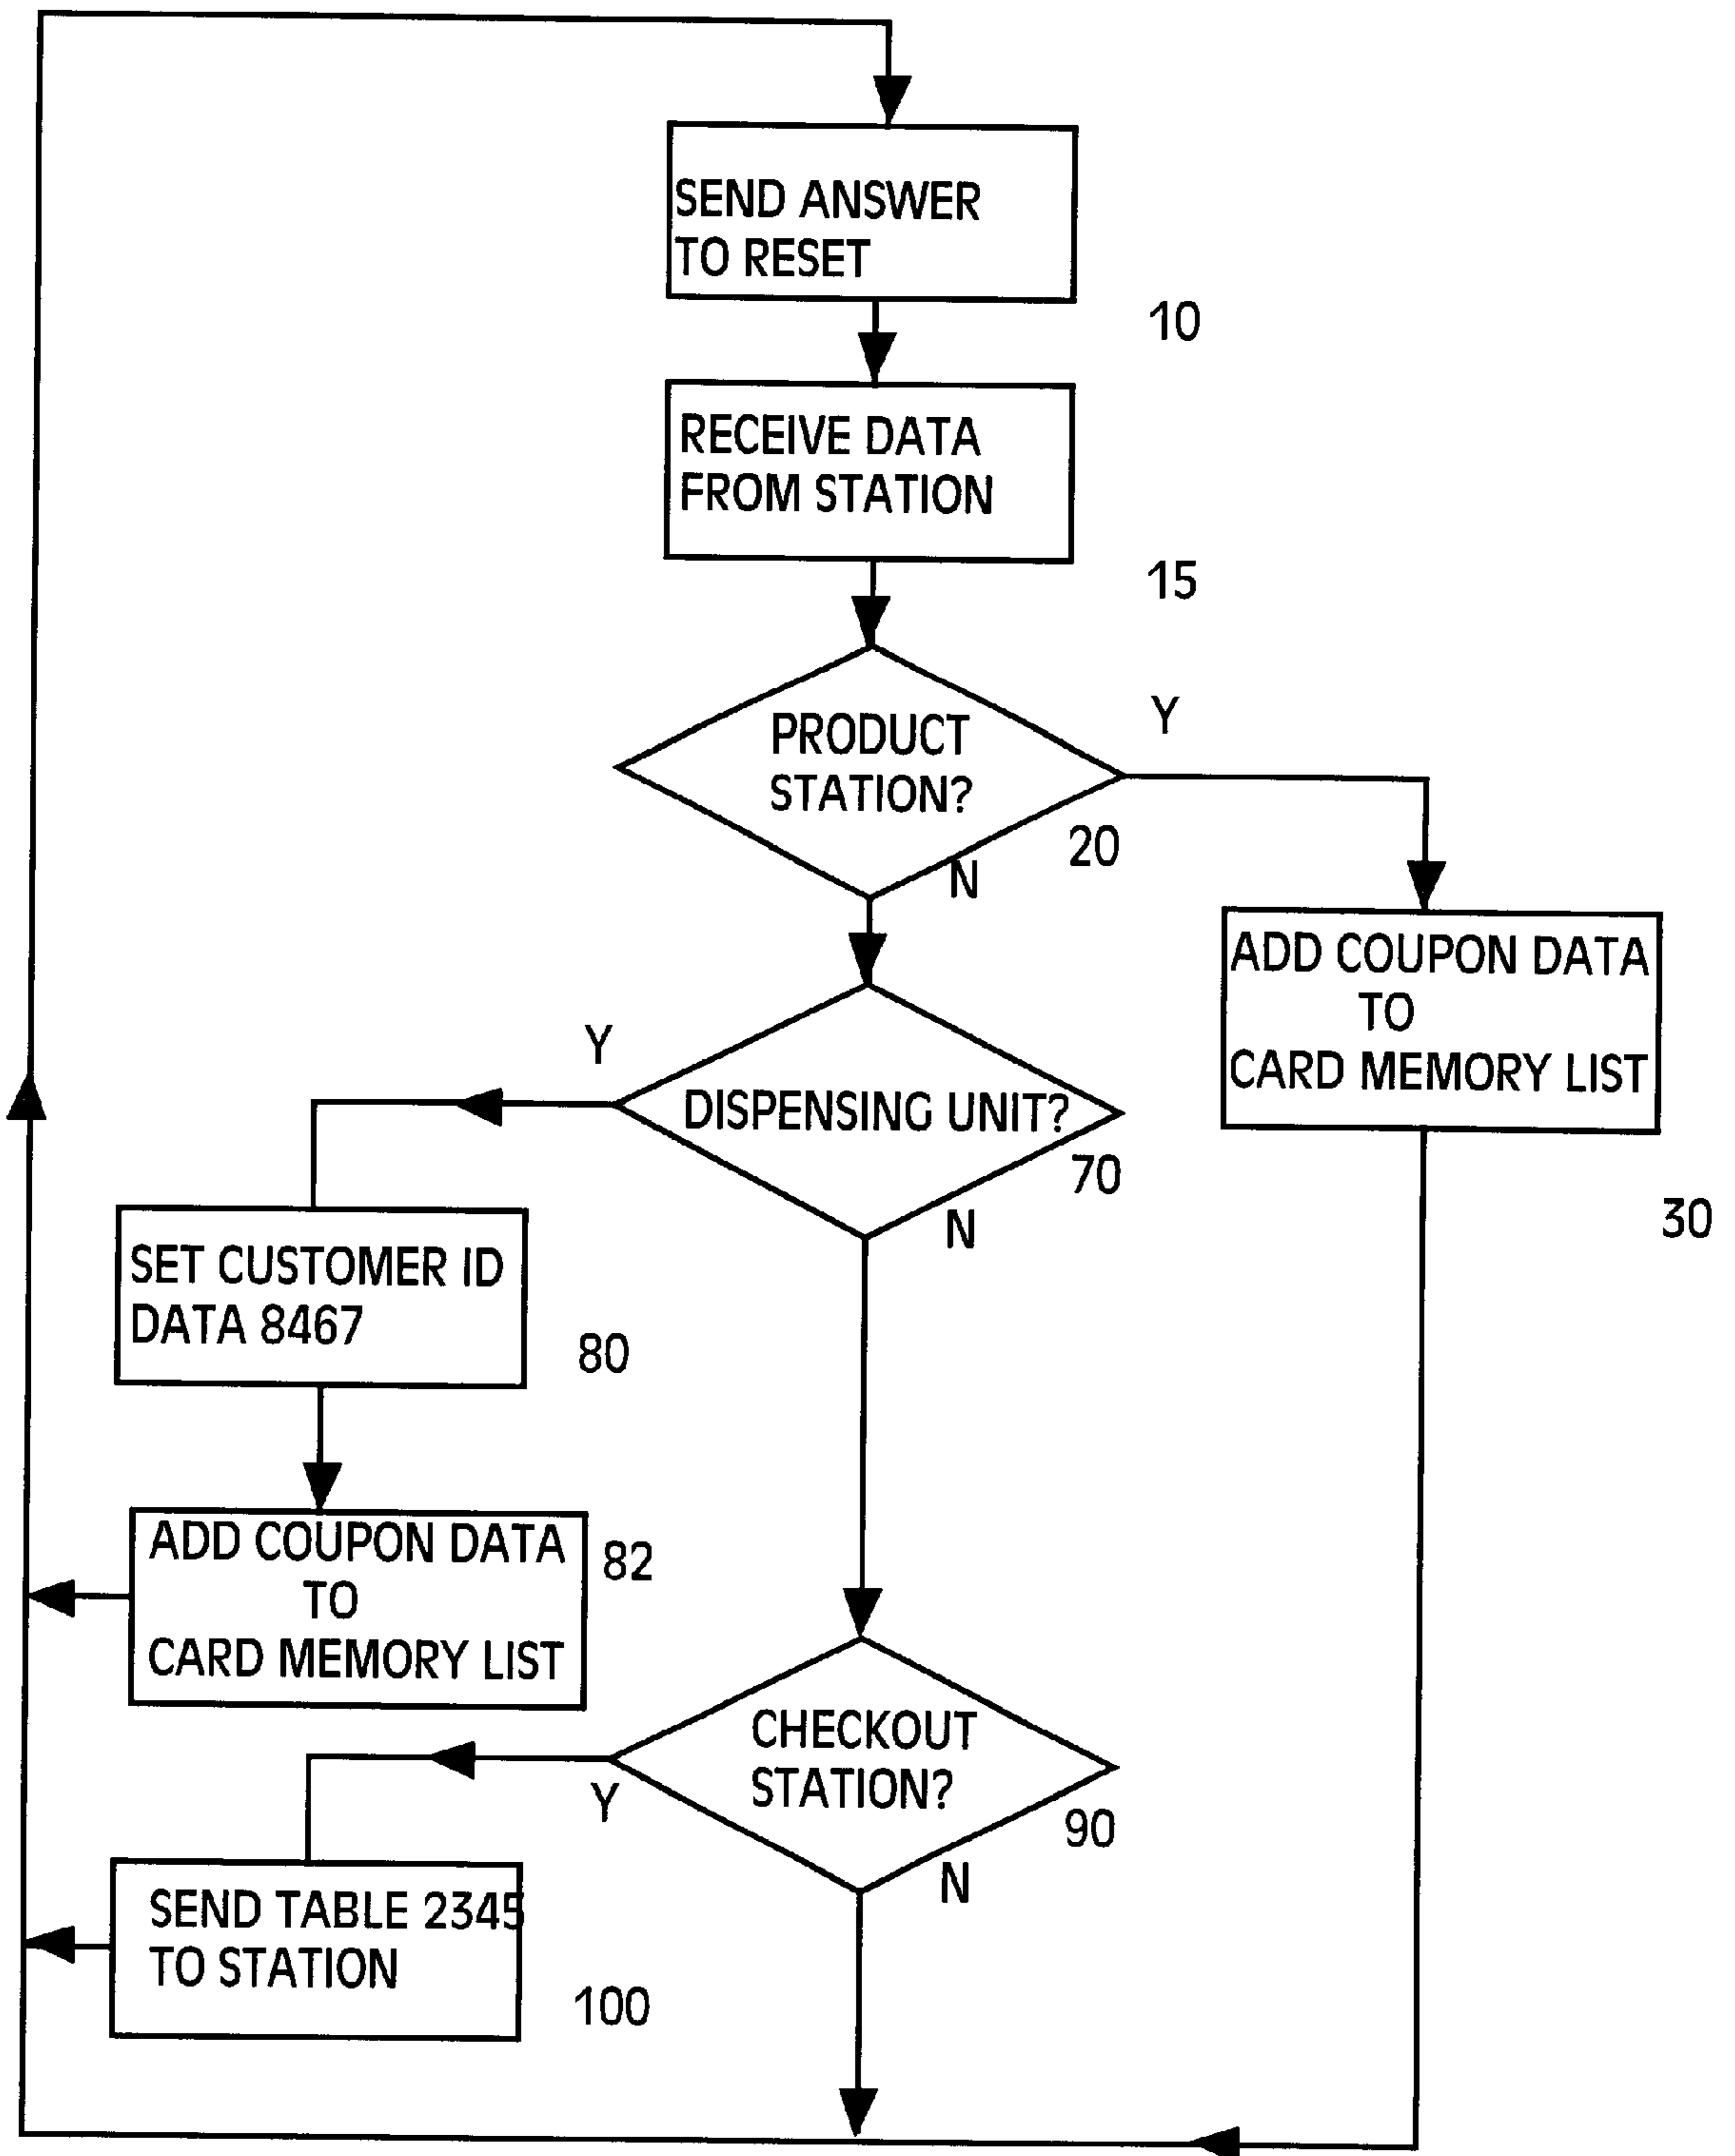 SEND ANSWER
TO RESET
10
RECEIVE DATA
FROM STATION
15
PRODUCT
STATION?
Y
20
N
ADD COUPON DATA
TO
CARD MEMORY LIST
30
Y
DISPENSING UNIT?
70
N
SET CUSTOMER ID
DATA 8467
80
ADD COUPON DATA
TO
CARD MEMORY LIST
82
CHECKOUT
STATION?
Y
90
N
SEND TABLE 2345
TO STATION
100